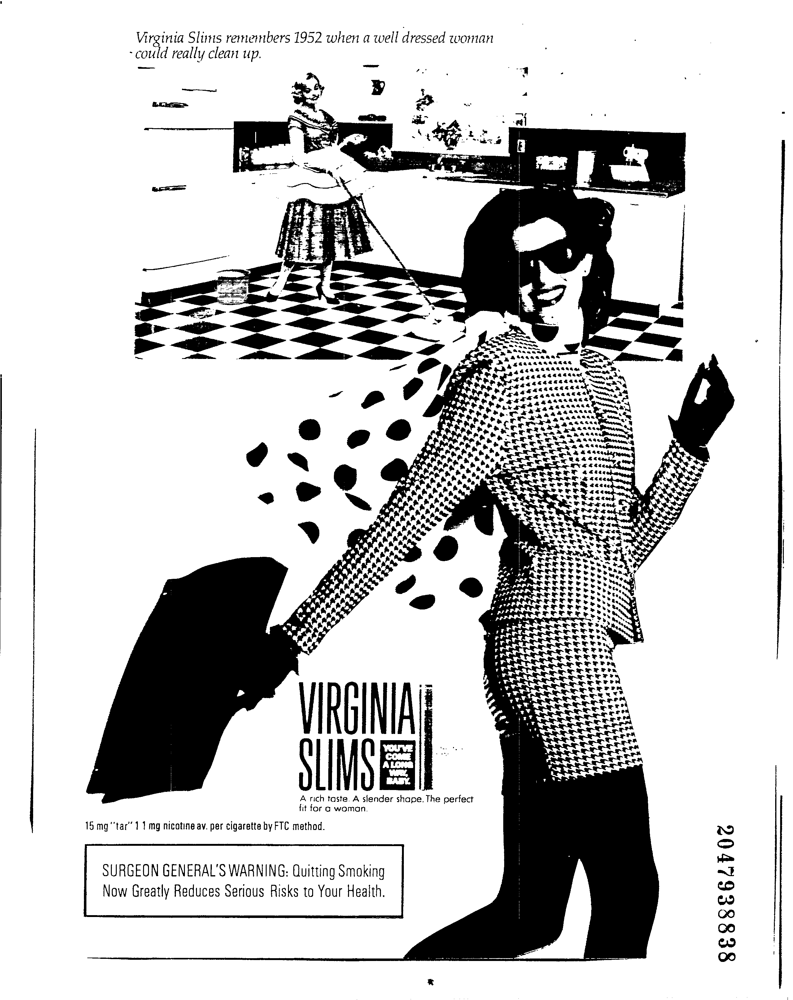 Virginia Slims remembers 1952 when a well dressed woman
could really clean up.
VIRGINIA
SLIMS
YOU'VE
COME
A LONG
WAY,
BABY.
A rich taste. A slender shape. The perfect
fit for a woman.
15 mg "tar" 1 1 mg nicotine av. per cigarette by FTC method.
SURGEON GENERAL'S WARNING: Quitting Smoking
Now Greatly Reduces Serious Risks to Your Health.
2047938838